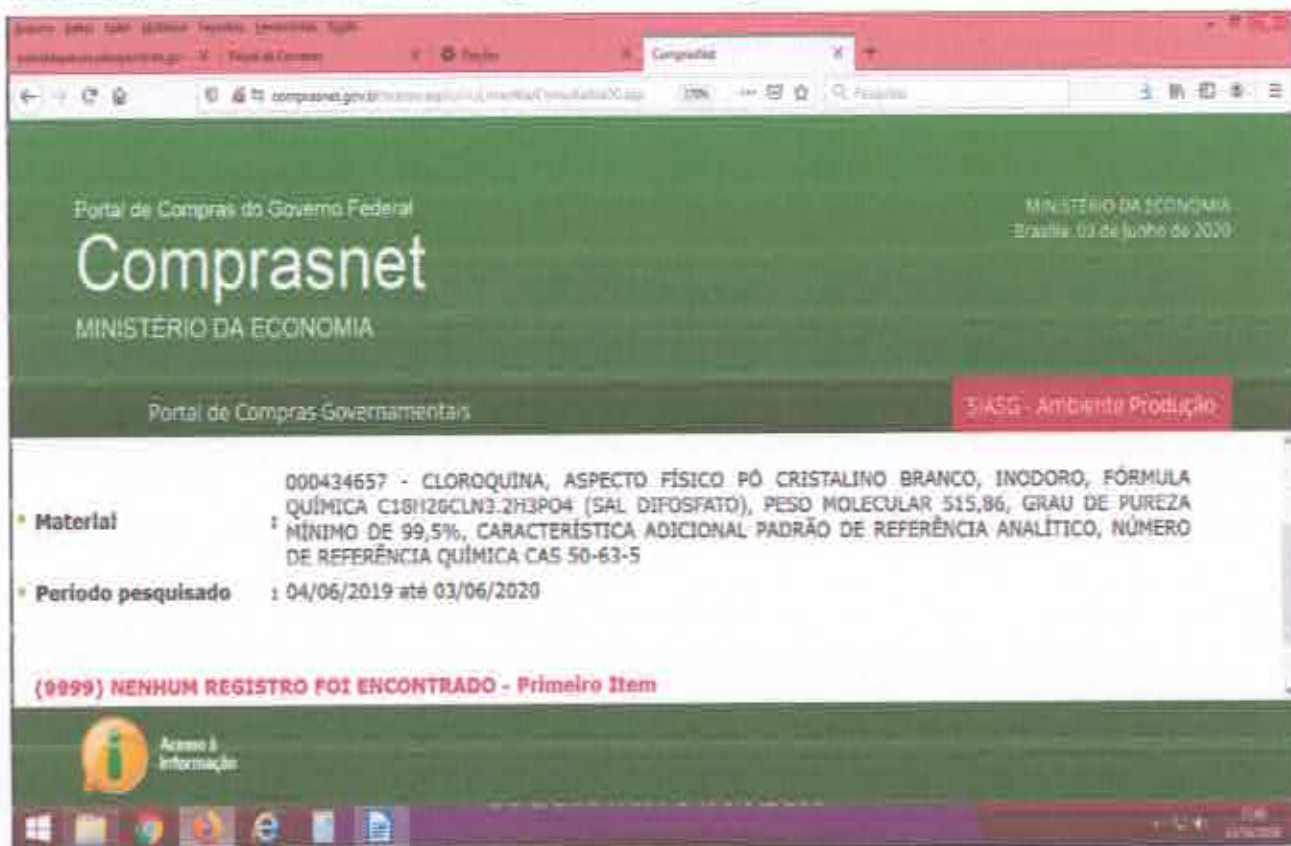 Comprasnet
comprasnet.gov.br
Portal de Compras do Governo Federal
MINISTÉRIO DA ECONOMIA
Brasília, 03 de junho de 2020
Comprasnet
MINISTÉRIO DA ECONOMIA
Portal de Compras Governamentais
SIASG - Ambiente Produção
000434657 - CLOROQUINA, ASPECTO FÍSICO PÓ CRISTALINO BRANCO, INODORO, FÓRMULA
QUÍMICA C18H26CLN3.2H3PO4 (SAL DIFOSFATO), PESO MOLECULAR 515,86, GRAU DE PUREZA
Material :
MÍNIMO DE 99,5%, CARACTERÍSTICA ADICIONAL PADRÃO DE REFERÊNCIA ANALÍTICO, NÚMERO
DE REFERÊNCIA QUÍMICA CAS 50-63-5
Período pesquisado : 04/06/2019 até 03/06/2020
(9999) NENHUM REGISTRO FOI ENCONTRADO - Primeiro Item
Acesso à
Informação